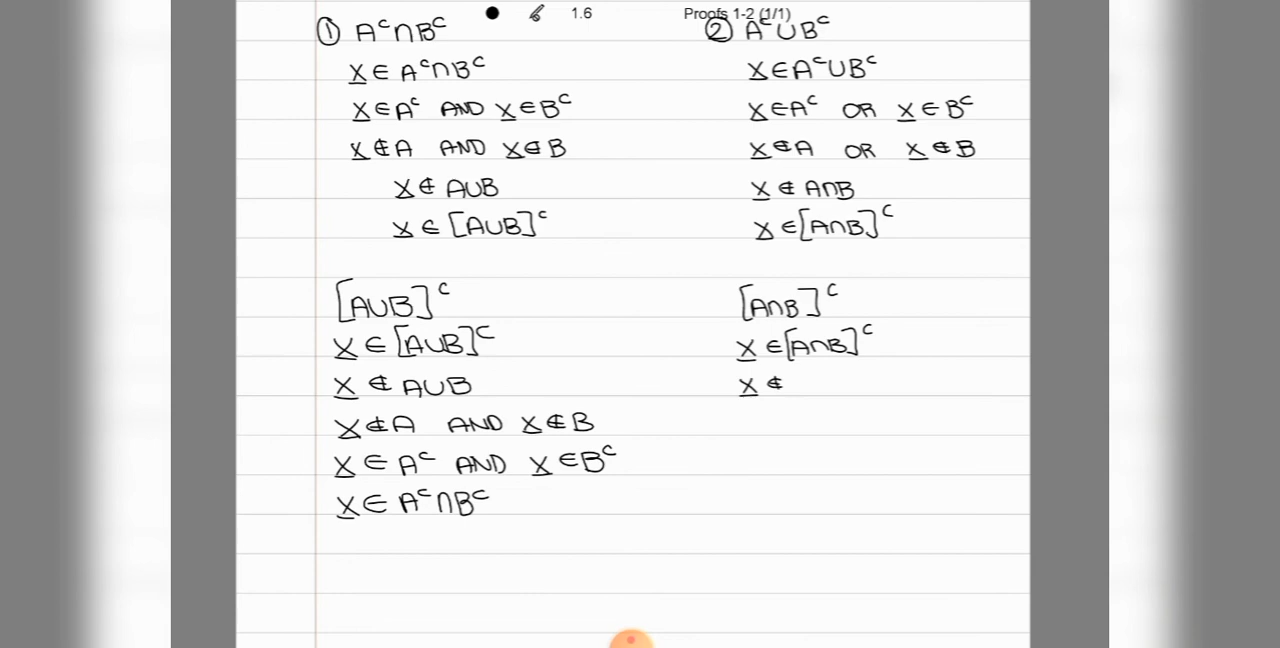 1.6 Proofs 1-2 (1/1)
① Aᶜ∩Bᶜ
x ∈ Aᶜ∩Bᶜ
x ∈ Aᶜ AND x ∈ Bᶜ
x ∉ A AND x ∉ B
x ∉ A∪B
x ∈ [A∪B]ᶜ
[A∪B]ᶜ
x ∈ [A∪B]ᶜ
x ∉ A∪B
x ∉ A AND x ∉ B
x ∈ Aᶜ AND x ∈ Bᶜ
x ∈ Aᶜ∩Bᶜ
② Aᶜ∪Bᶜ
x ∈ Aᶜ∪Bᶜ
x ∈ Aᶜ OR x ∈ Bᶜ
x ∉ A OR x ∉ B
x ∉ A∩B
x ∈ [A∩B]ᶜ
[A∩B]ᶜ
x ∈ [A∩B]ᶜ
x ∉